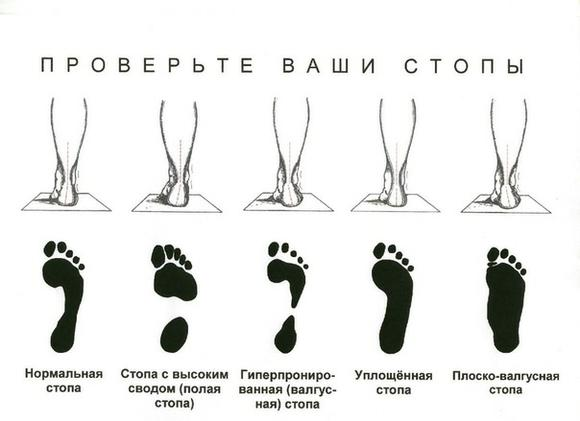 ПРОВЕРЬТЕ ВАШИ СТОПЫ
Нормальная
стопа
Стопа с высоким
сводом (полая
стопа)
Гиперпрониро-
ванная (валгус-
ная) стопа
Уплощённая
стопа
Плоско-валгусная
стопа